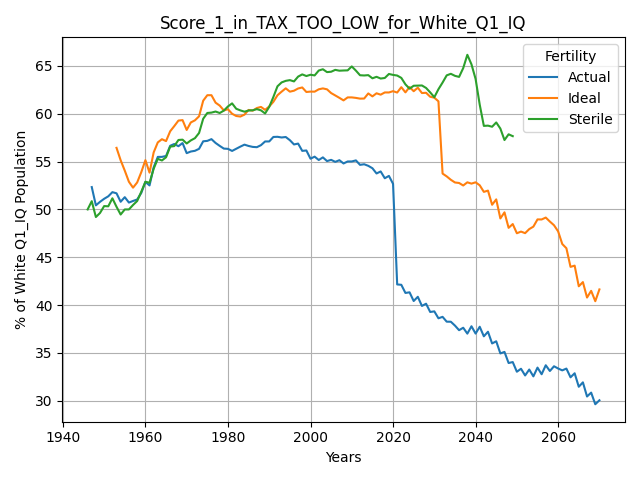 Score_1_in_TAX_TOO_LOW_for_White_Q1_IQ
% of White Q1_IQ Population
65
60
55
50
45
40
35
30
Fertility
Actual
Ideal
Sterile
1940 1960 1980 2000 2020 2040 2060
Years